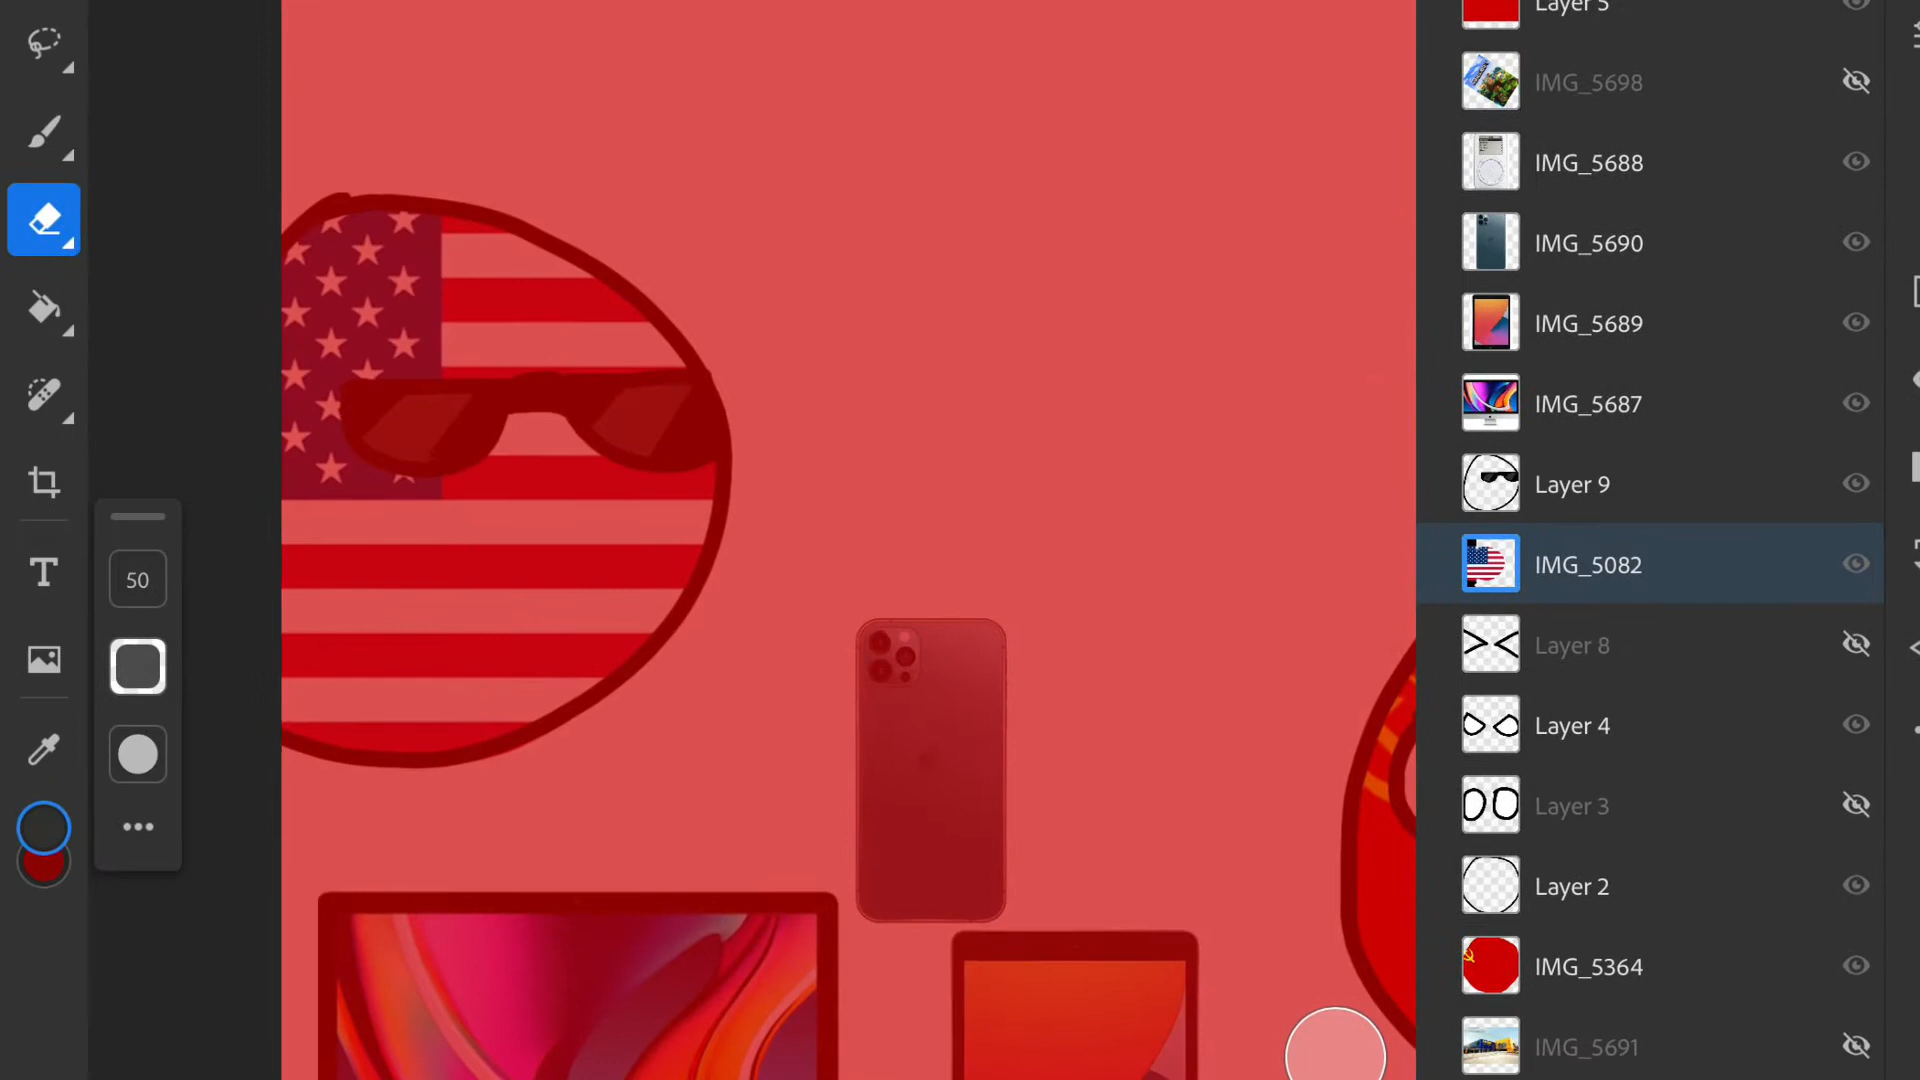 Layer 5
IMG_5698
IMG_5688
IMG_5690
IMG_5689
IMG_5687
Layer 9
IMG_5082
Layer 8
Layer 4
Layer 3
Layer 2
IMG_5364
IMG_5691
T
50